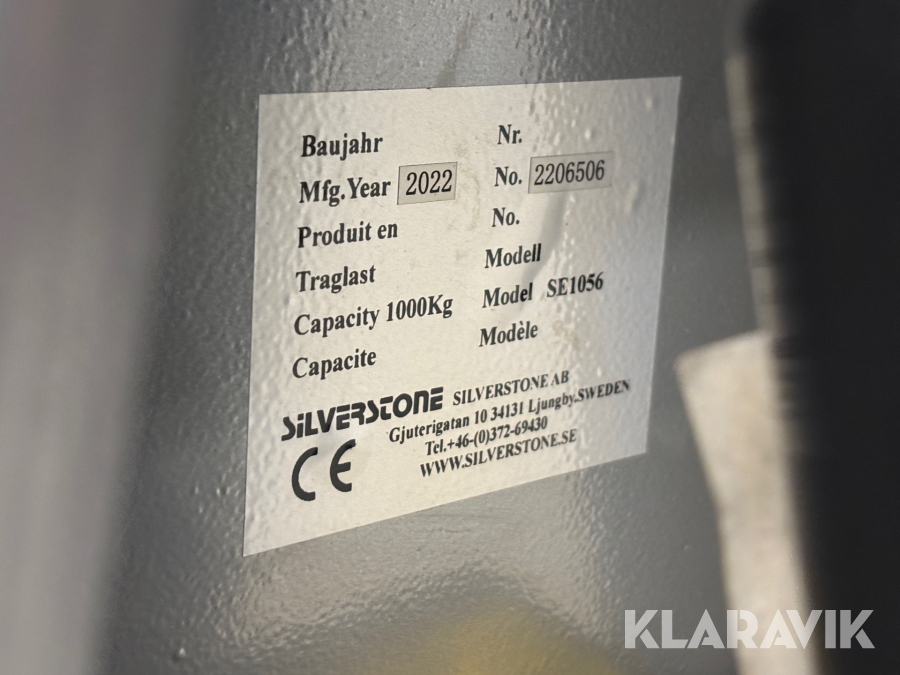 Baujahr
Mfg.Year 2022
Produit en
Traglast
Capacity 1000Kg
Capacite
Nr.
No. 2206506
No.
Modell
Model SE1056
Modèle
SILVERSTONE
SILVERSTONE AB
Gjuterigatan 10 34131 Ljungby.SWEDEN
Tel.+46-(0)372-69430
WWW.SILVERSTONE.SE
CE
KLARAVIK